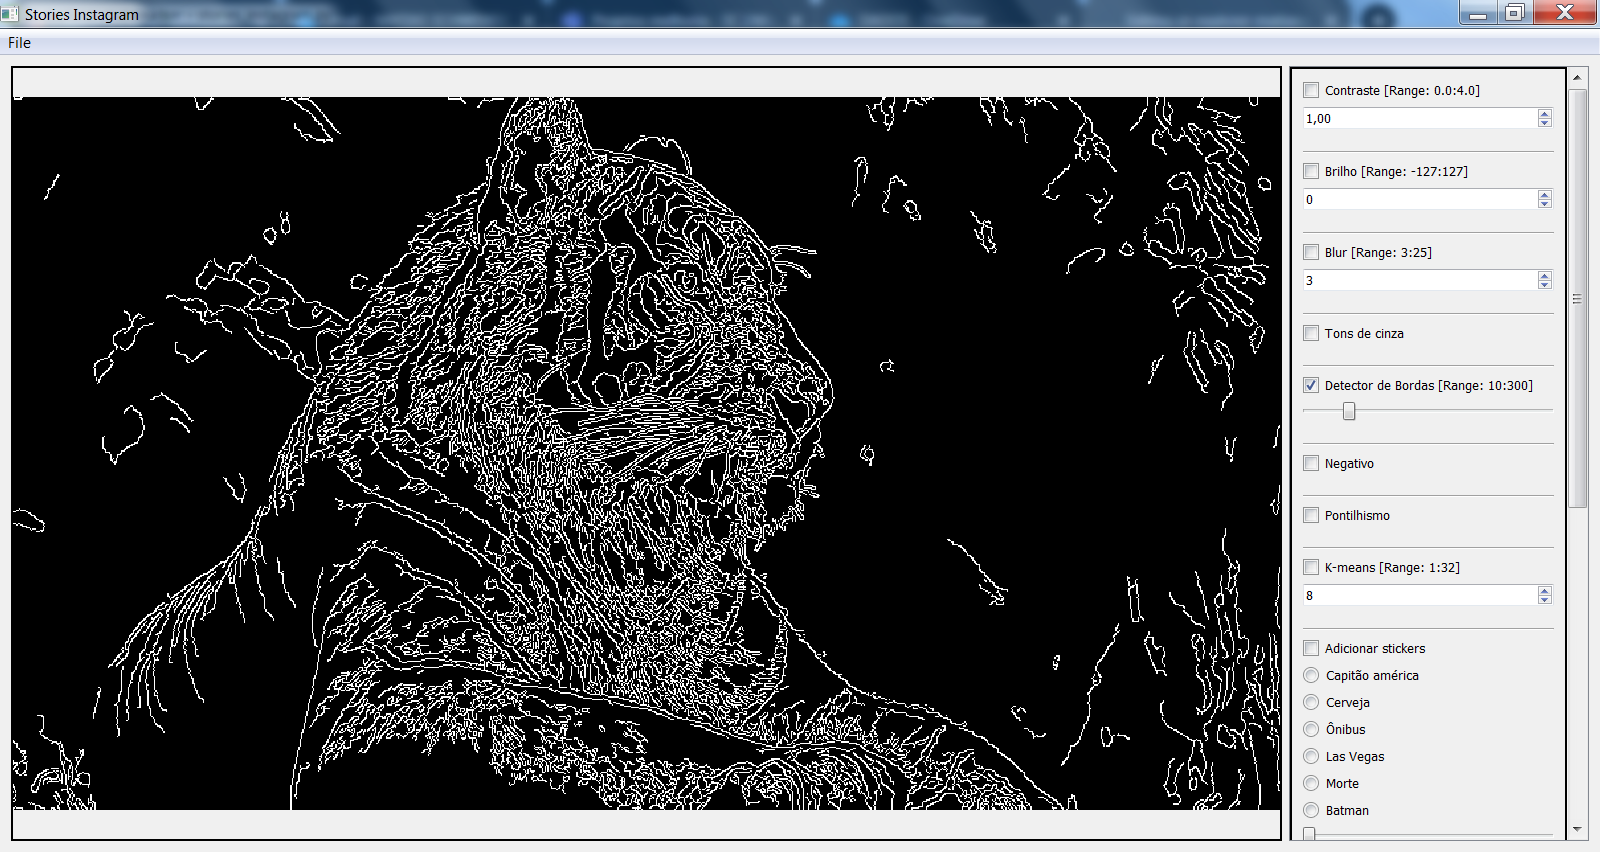 Stories Instagram
File
Contraste [Range: 0.0:4.0]
1,00
Brilho [Range: -127:127]
0
Blur [Range: 3:25]
3
Tons de cinza
Detector de Bordas [Range: 10:300]
Negativo
Pontilhismo
K-means [Range: 1:32]
8
Adicionar stickers
Capitão américa
Cerveja
Ônibus
Las Vegas
Morte
Batman